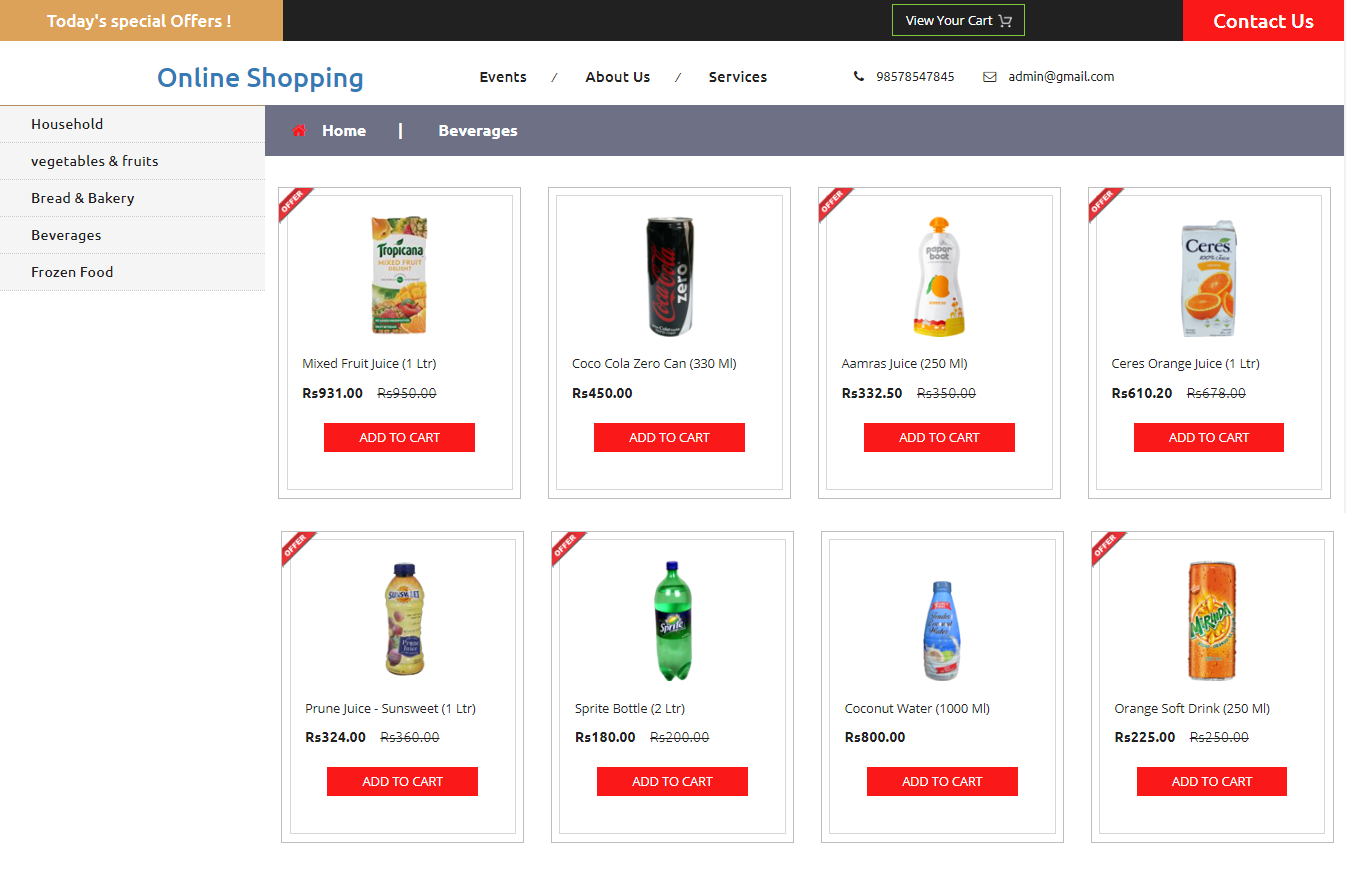 Today's special Offers !
View Your Cart
Contact Us
Online Shopping
Events / About Us / Services
98578547845
admin@gmail.com
Household
vegetables & fruits
Bread & Bakery
Beverages
Frozen Food
Home | Beverages
OFFER
Tropicana
MIXED FRUIT
DELIGHT
Mixed Fruit Juice (1 Ltr)
Rs931.00 Rs950.00
ADD TO CART
Coca-Cola
zero
Coco Cola Zero Can (330 Ml)
Rs450.00
ADD TO CART
OFFER
paper
boat
Aamras Juice (250 Ml)
Rs332.50 Rs350.00
ADD TO CART
OFFER
Ceres
100% Juice
Ceres Orange Juice (1 Ltr)
Rs610.20 Rs678.00
ADD TO CART
OFFER
SUNSWEET
Prune
Juice
Prune Juice - Sunsweet (1 Ltr)
Rs324.00 Rs360.00
ADD TO CART
OFFER
Sprite
Sprite Bottle (2 Ltr)
Rs180.00 Rs200.00
ADD TO CART
Coconut
Water
Coconut Water (1000 Ml)
Rs800.00
ADD TO CART
OFFER
MIRINDA
Orange Soft Drink (250 Ml)
Rs225.00 Rs250.00
ADD TO CART